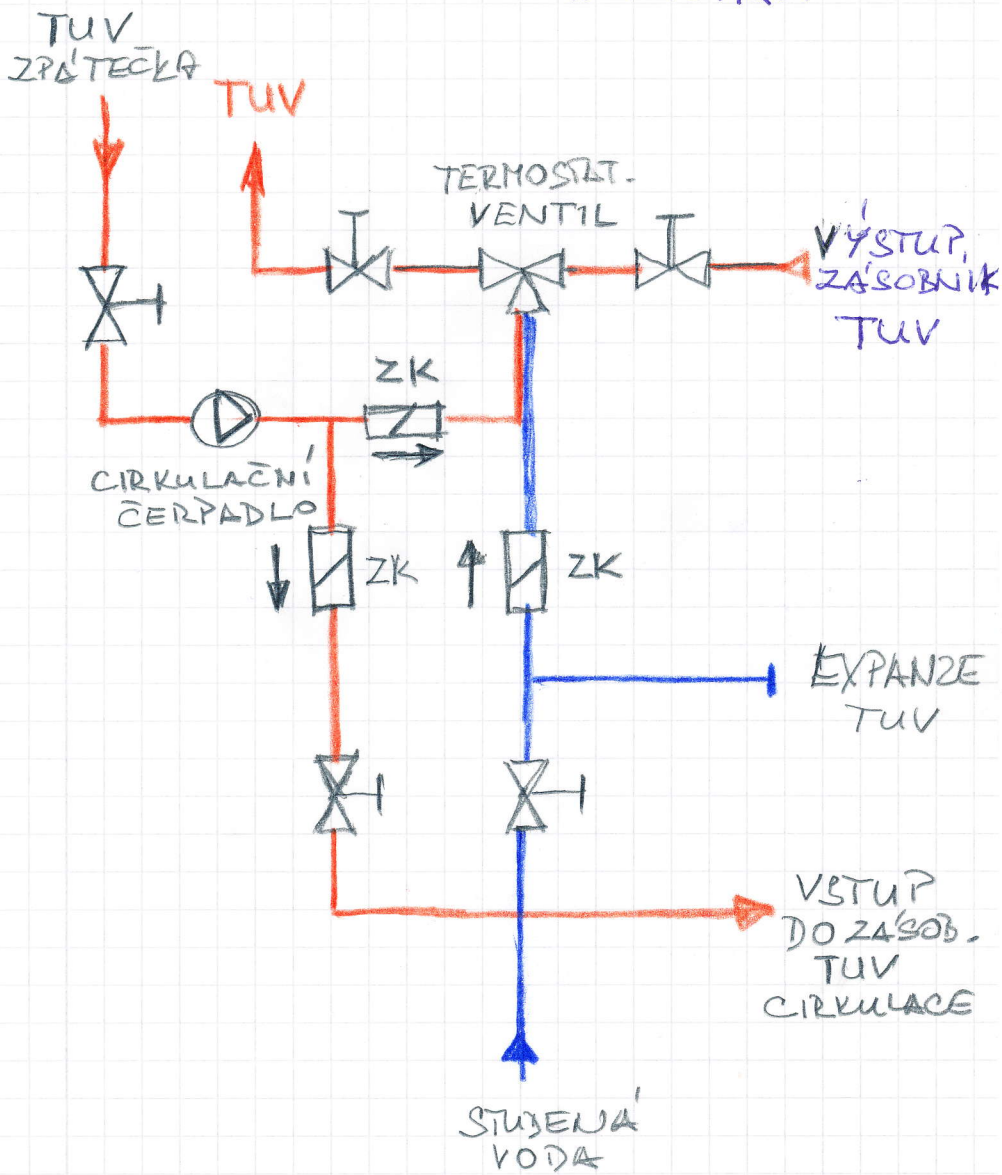 TUV
ZPÁTEČKA
TUV
TERMOSTAT.
VENTIL
VÝSTUP
ZÁSOBNIK
TUV
ZK
CIRKULAČNÍ
ČERPADLO
ZK
ZK
EXPANZE
TUV
VSTUP
DO ZÁSOB.
TUV
CIRKULACE
STUDENÁ
VODA